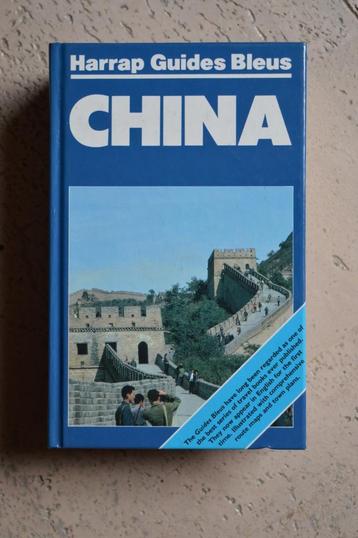 Harrap Guides Bleus
CHINA
The Guides Bleus have long been regarded as one of
the best series of travel books ever published.
They now appear in English for the first
time. Illustrated with comprehensive
route maps and town plans.